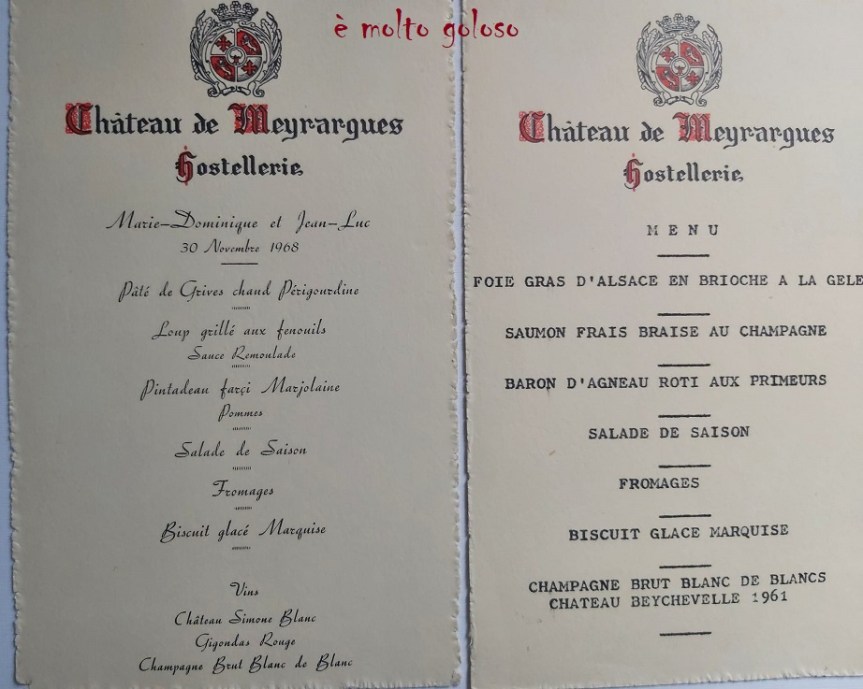 è molto goloso
Château de Meyrargues
Hostellerie
Marie-Dominique et Jean-Luc
30 Novembre 1968
Pâté de Grives chaud Périgourdine
Loup grillé aux fenouils
Sauce Remoulade
Pintadeau farçi Marjolaine
Pommes
Salade de Saison
Fromages
Biscuit glacé Marquise
Vins
Château Simone Blanc
Gigondas Rouge
Champagne Brut Blanc de Blanc
Château de Meyrargues
Hostellerie
MENU
FOIE GRAS D'ALSACE EN BRIOCHE A LA GELE
SAUMON FRAIS BRAISE AU CHAMPAGNE
BARON D'AGNEAU ROTI AUX PRIMEURS
SALADE DE SAISON
FROMAGES
BISCUIT GLACE MARQUISE
CHAMPAGNE BRUT BLANC DE BLANCS
CHATEAU BEYCHEVELLE 1961